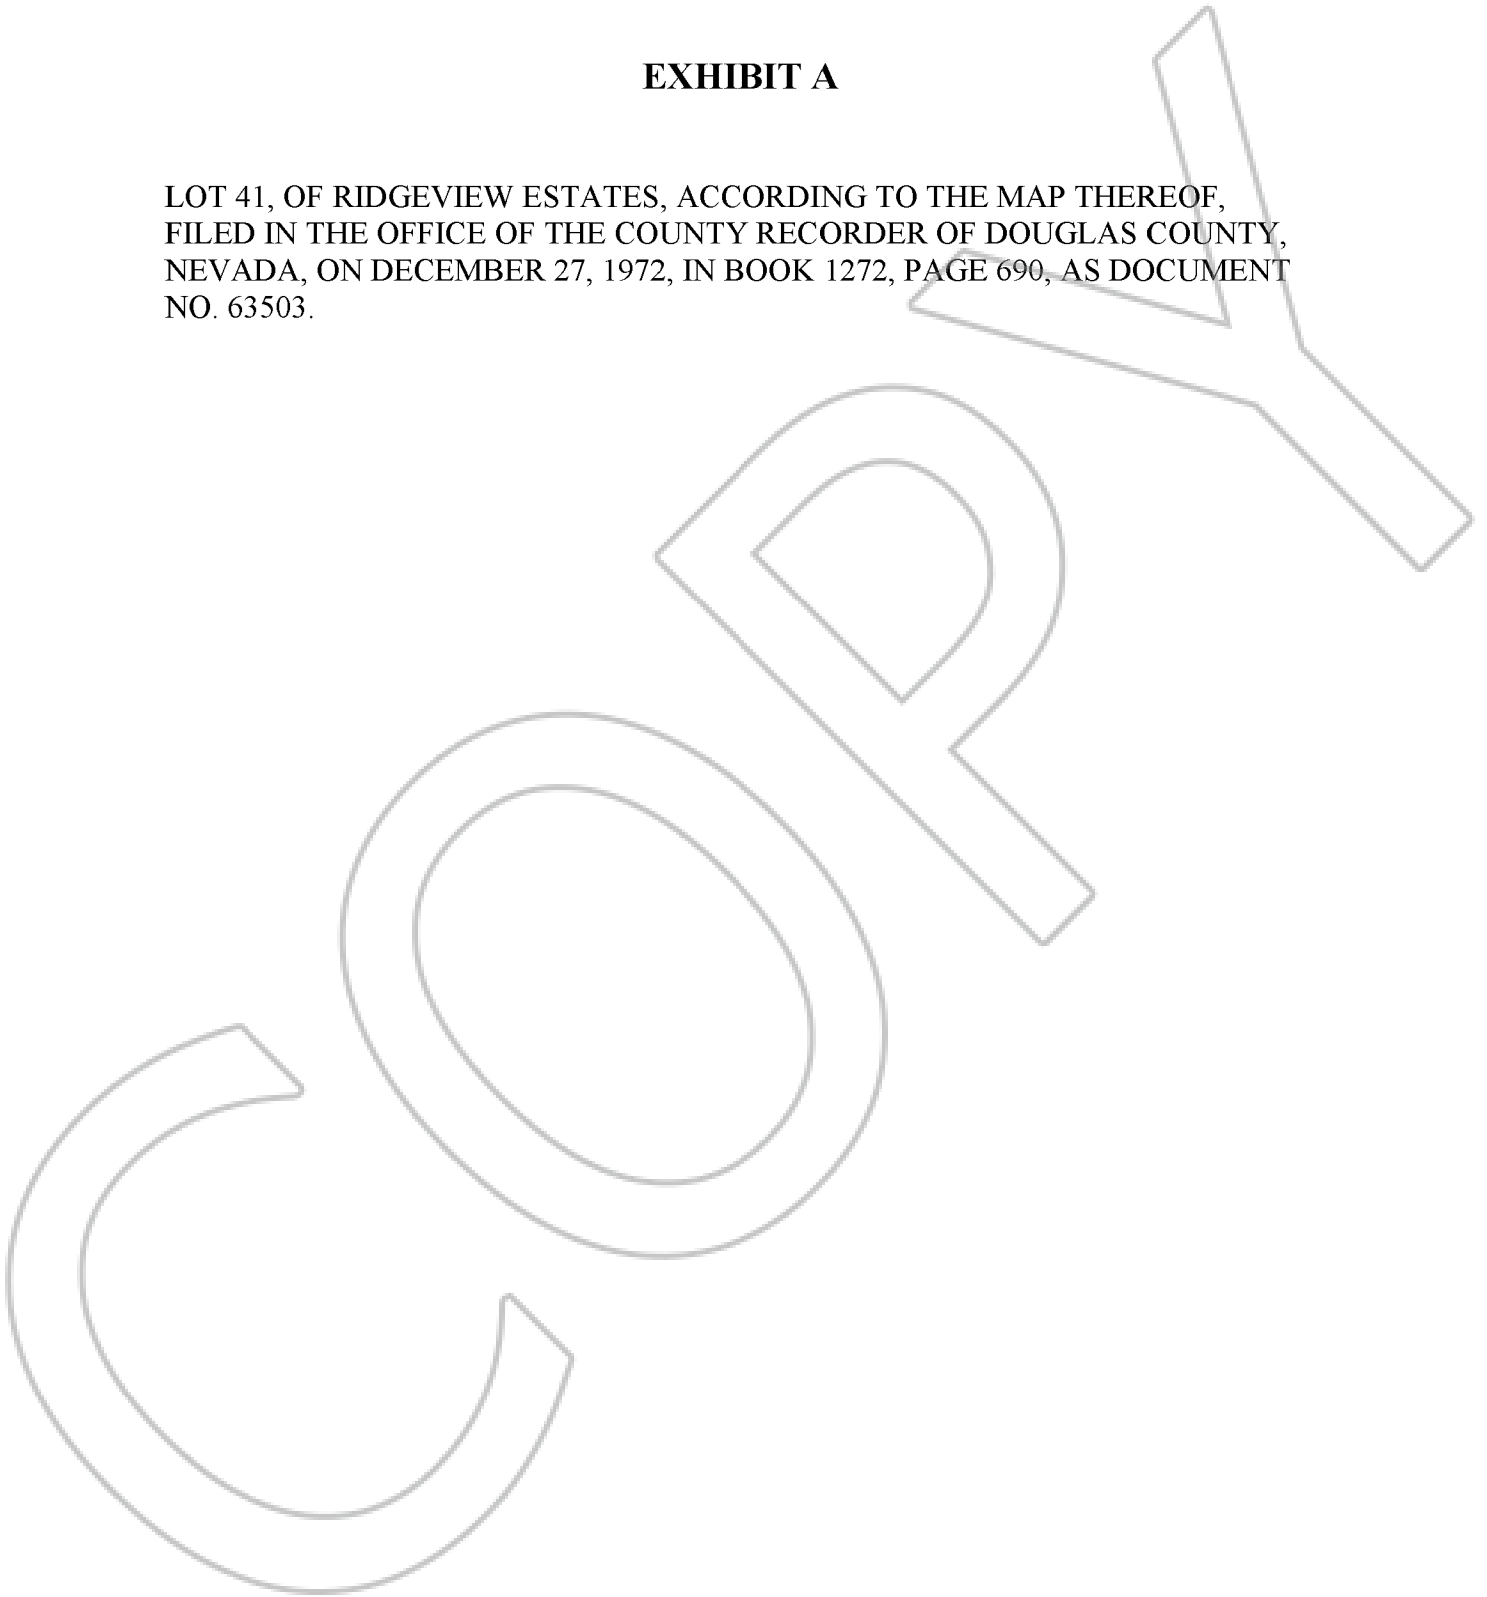 EXHIBIT A
LOT 41, OF RIDGEVIEW ESTATES, ACCORDING TO THE MAP THEREOF,
FILED IN THE OFFICE OF THE COUNTY RECORDER OF DOUGLAS COUNTY,
NEVADA, ON DECEMBER 27, 1972, IN BOOK 1272, PAGE 690, AS DOCUMENT
NO. 63503.
COPY